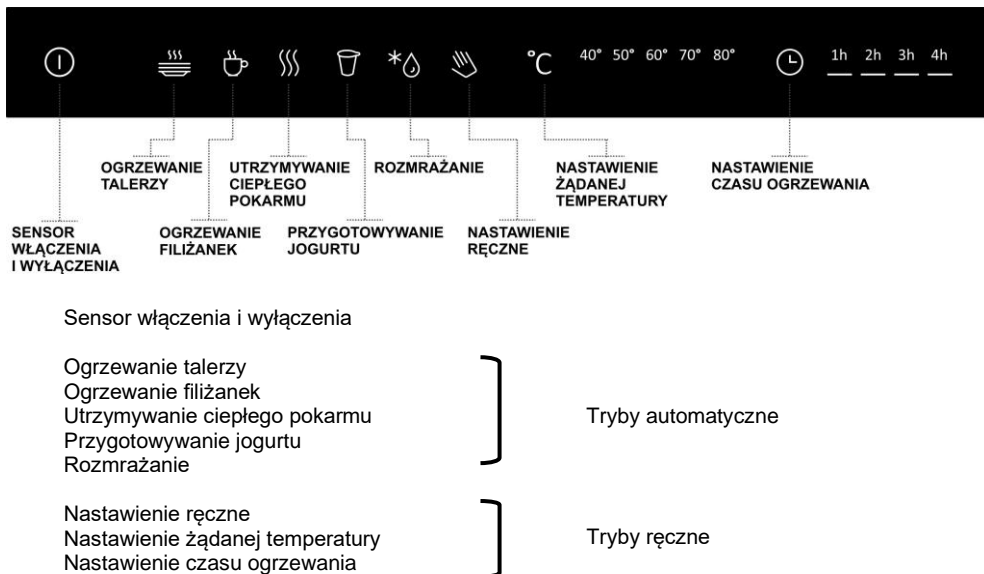 °C 40° 50° 60° 70° 80° 1h 2h 3h 4h
OGRZEWANIE
TALERZY
UTRZYMYWANIE
CIEPŁEGO
POKARMU
ROZMRAŻANIE
NASTAWIENIE
ŻĄDANEJ
TEMPERATURY
NASTAWIENIE
CZASU OGRZEWANIA
SENSOR
WŁĄCZENIA
I WYŁĄCZENIA
OGRZEWANIE
FILIŻANEK
PRZYGOTOWYWANIE
JOGURTU
NASTAWIENIE
RĘCZNE
Sensor włączenia i wyłączenia
Ogrzewanie talerzy
Ogrzewanie filiżanek
Utrzymywanie ciepłego pokarmu
Przygotowywanie jogurtu
Rozmrażanie
Tryby automatyczne
Nastawienie ręczne
Nastawienie żądanej temperatury
Nastawienie czasu ogrzewania
Tryby ręczne